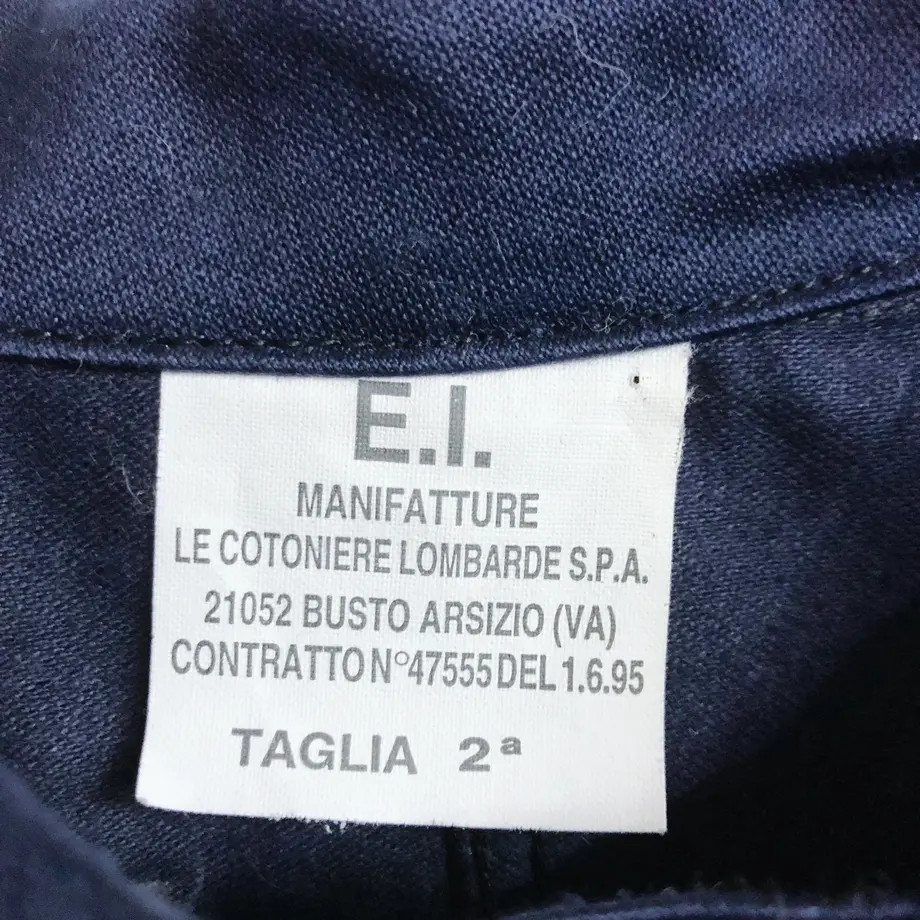 E.I.
MANIFATTURE
LE COTONIERE LOMBARDE S.P.A.
21052 BUSTO ARSIZIO (VA)
CONTRATTO N° 47555 DEL 1.6.95
TAGLIA 2ª